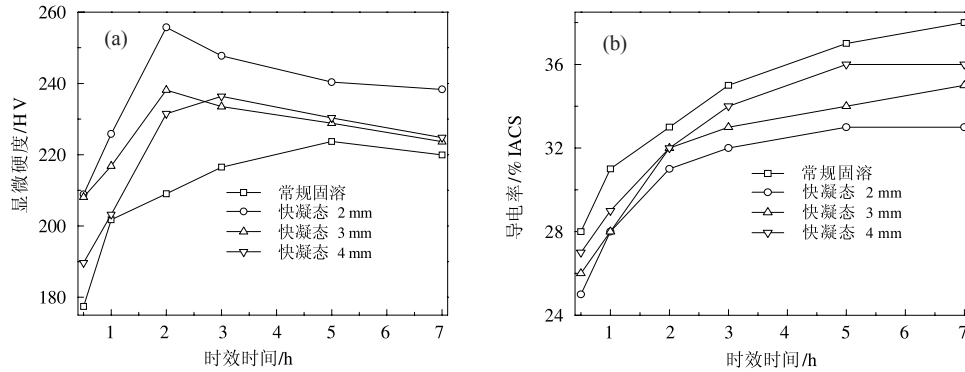 (a)
显微硬度/HV
260
240
220
200
180
1 2 3 4 5 6 7
时效时间/h
常规固溶
快凝态 2 mm
快凝态 3 mm
快凝态 4 mm
(b)
导电率/% IACS
36
32
28
24
1 2 3 4 5 6 7
时效时间/h
常规固溶
快凝态 2 mm
快凝态 3 mm
快凝态 4 mm